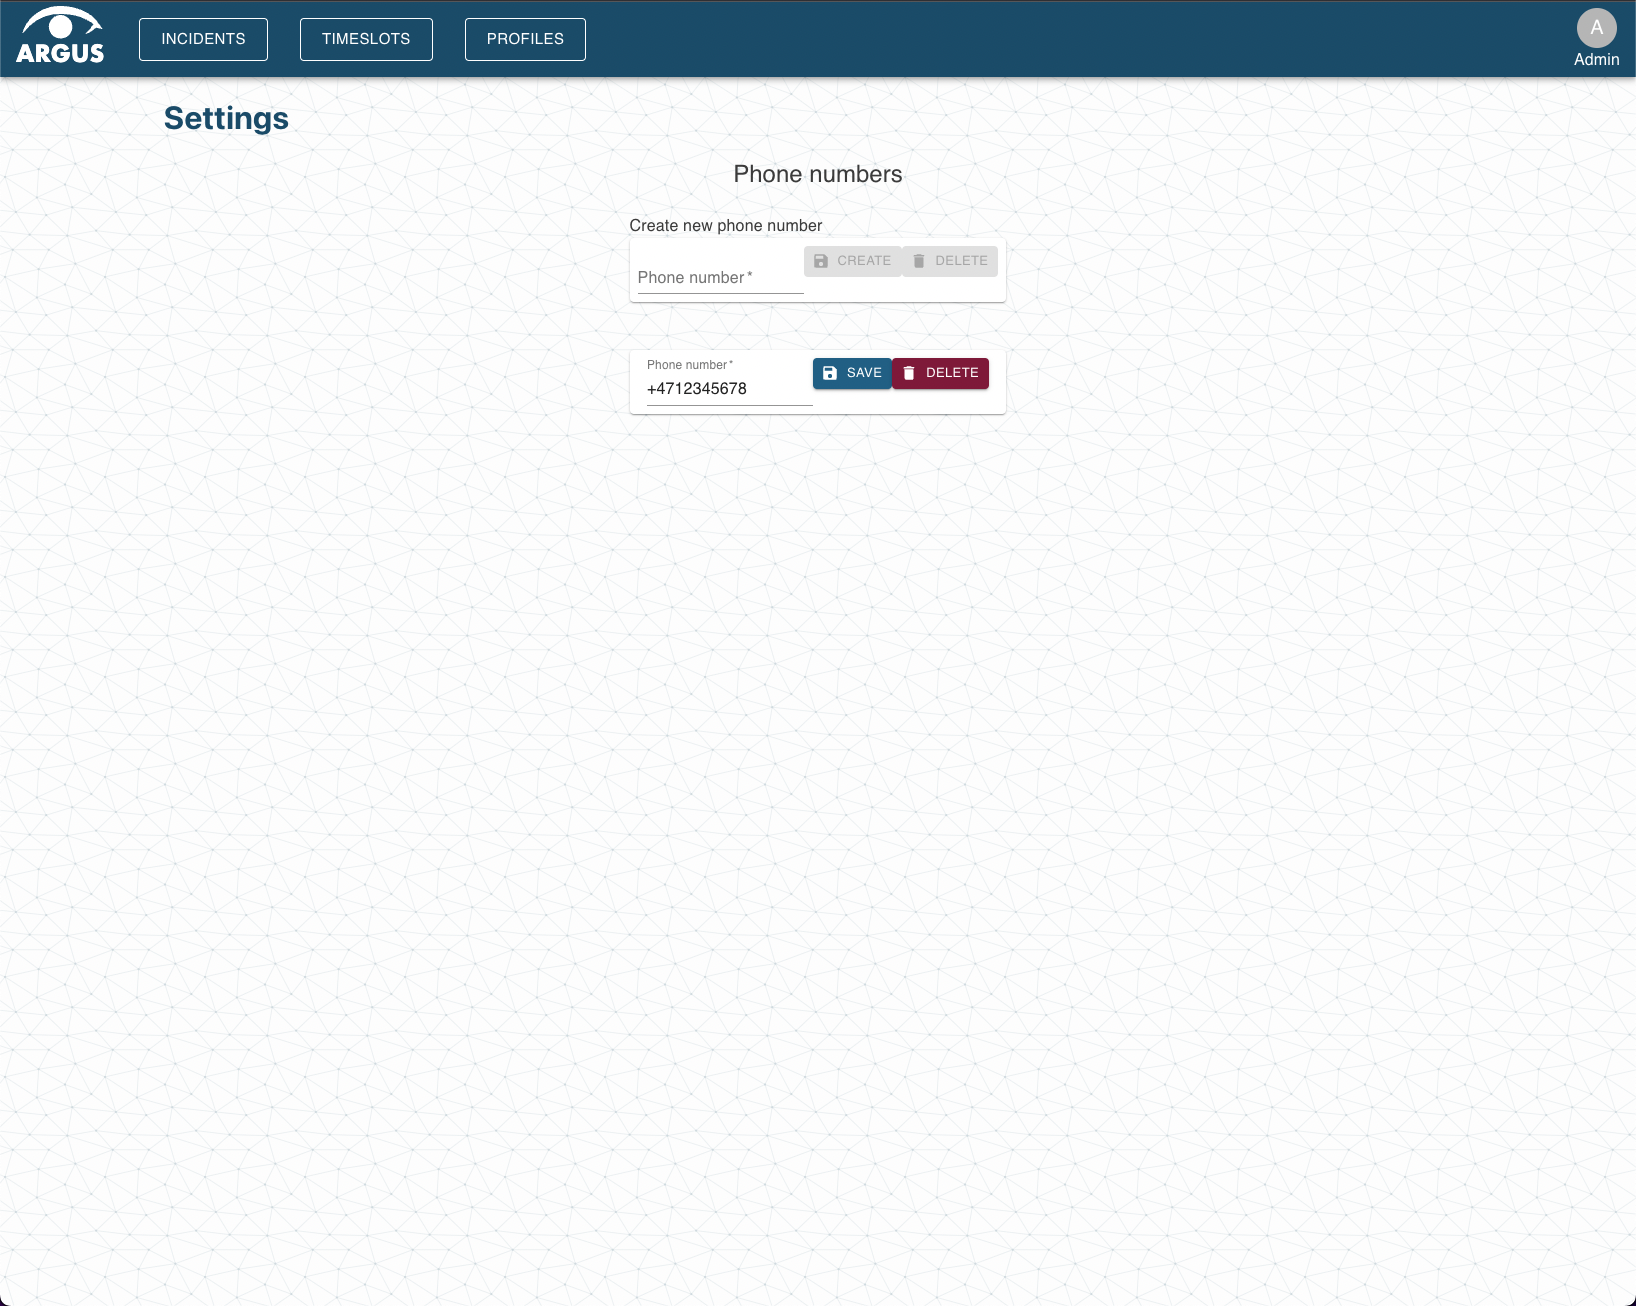 ARGUS
INCIDENTS
TIMESLOTS
PROFILES
A
Admin
Settings
Phone numbers
Create new phone number
Phone number *
CREATE
DELETE
Phone number *
+4712345678
SAVE
DELETE